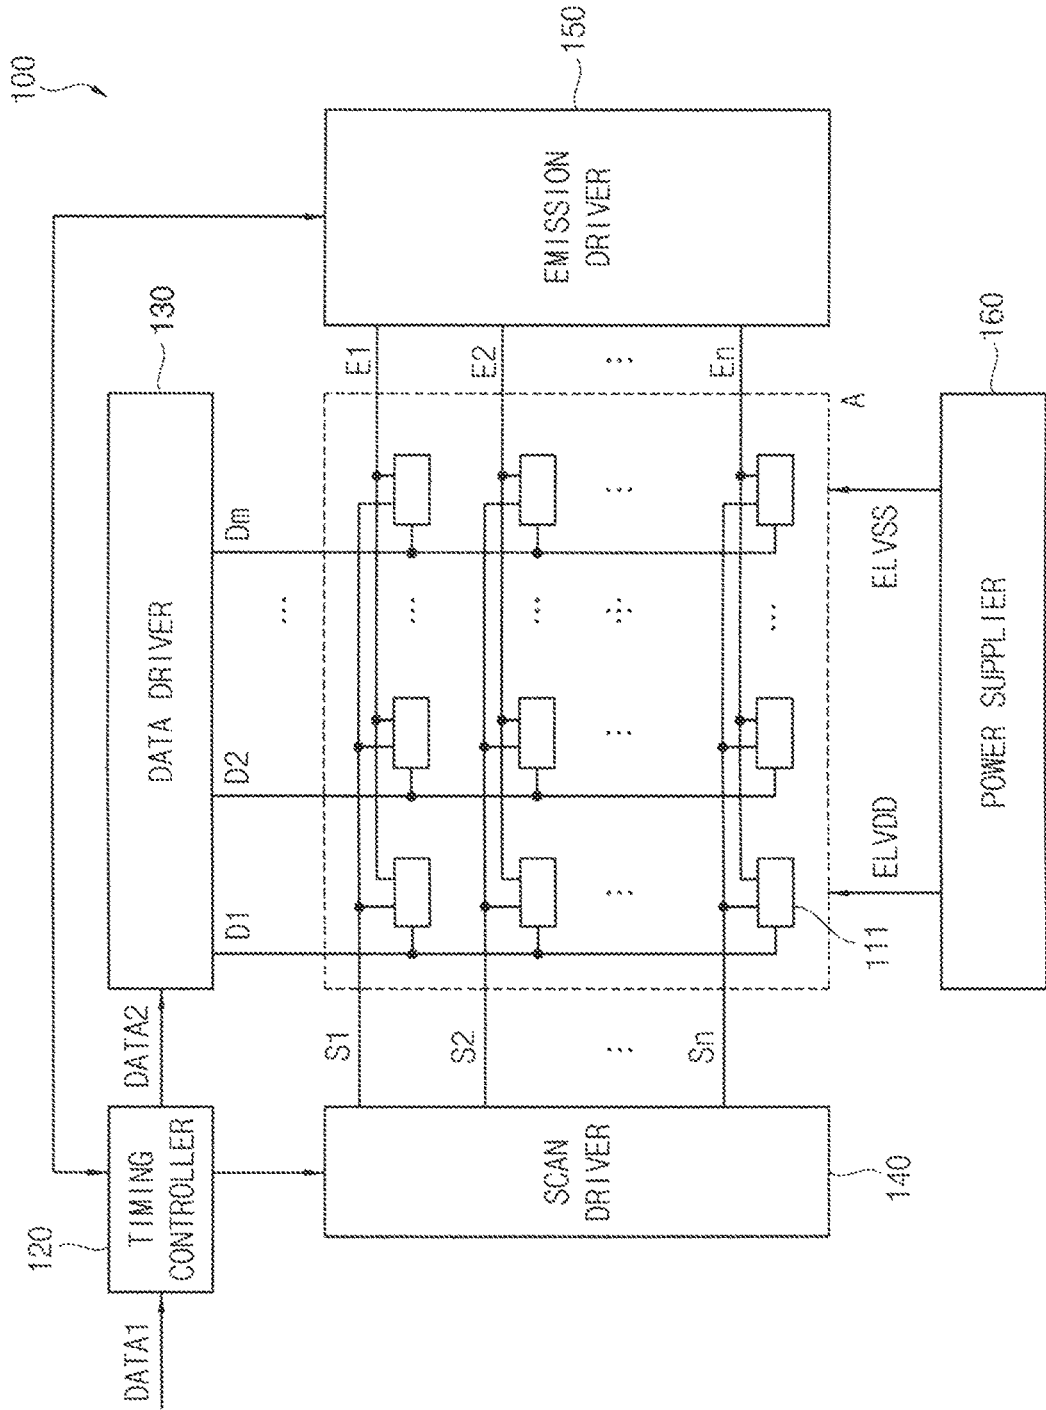 100
120
130
150
DATA1
TIMING
CONTROLLER
DATA2
DATA DRIVER
D1
D2
...
Dm
SCAN
DRIVER
140
S1
S2
...
Sn
E1
E2
...
En
EMISSION
DRIVER
111
A
ELVDD
ELVSS
POWER SUPPLIER
160